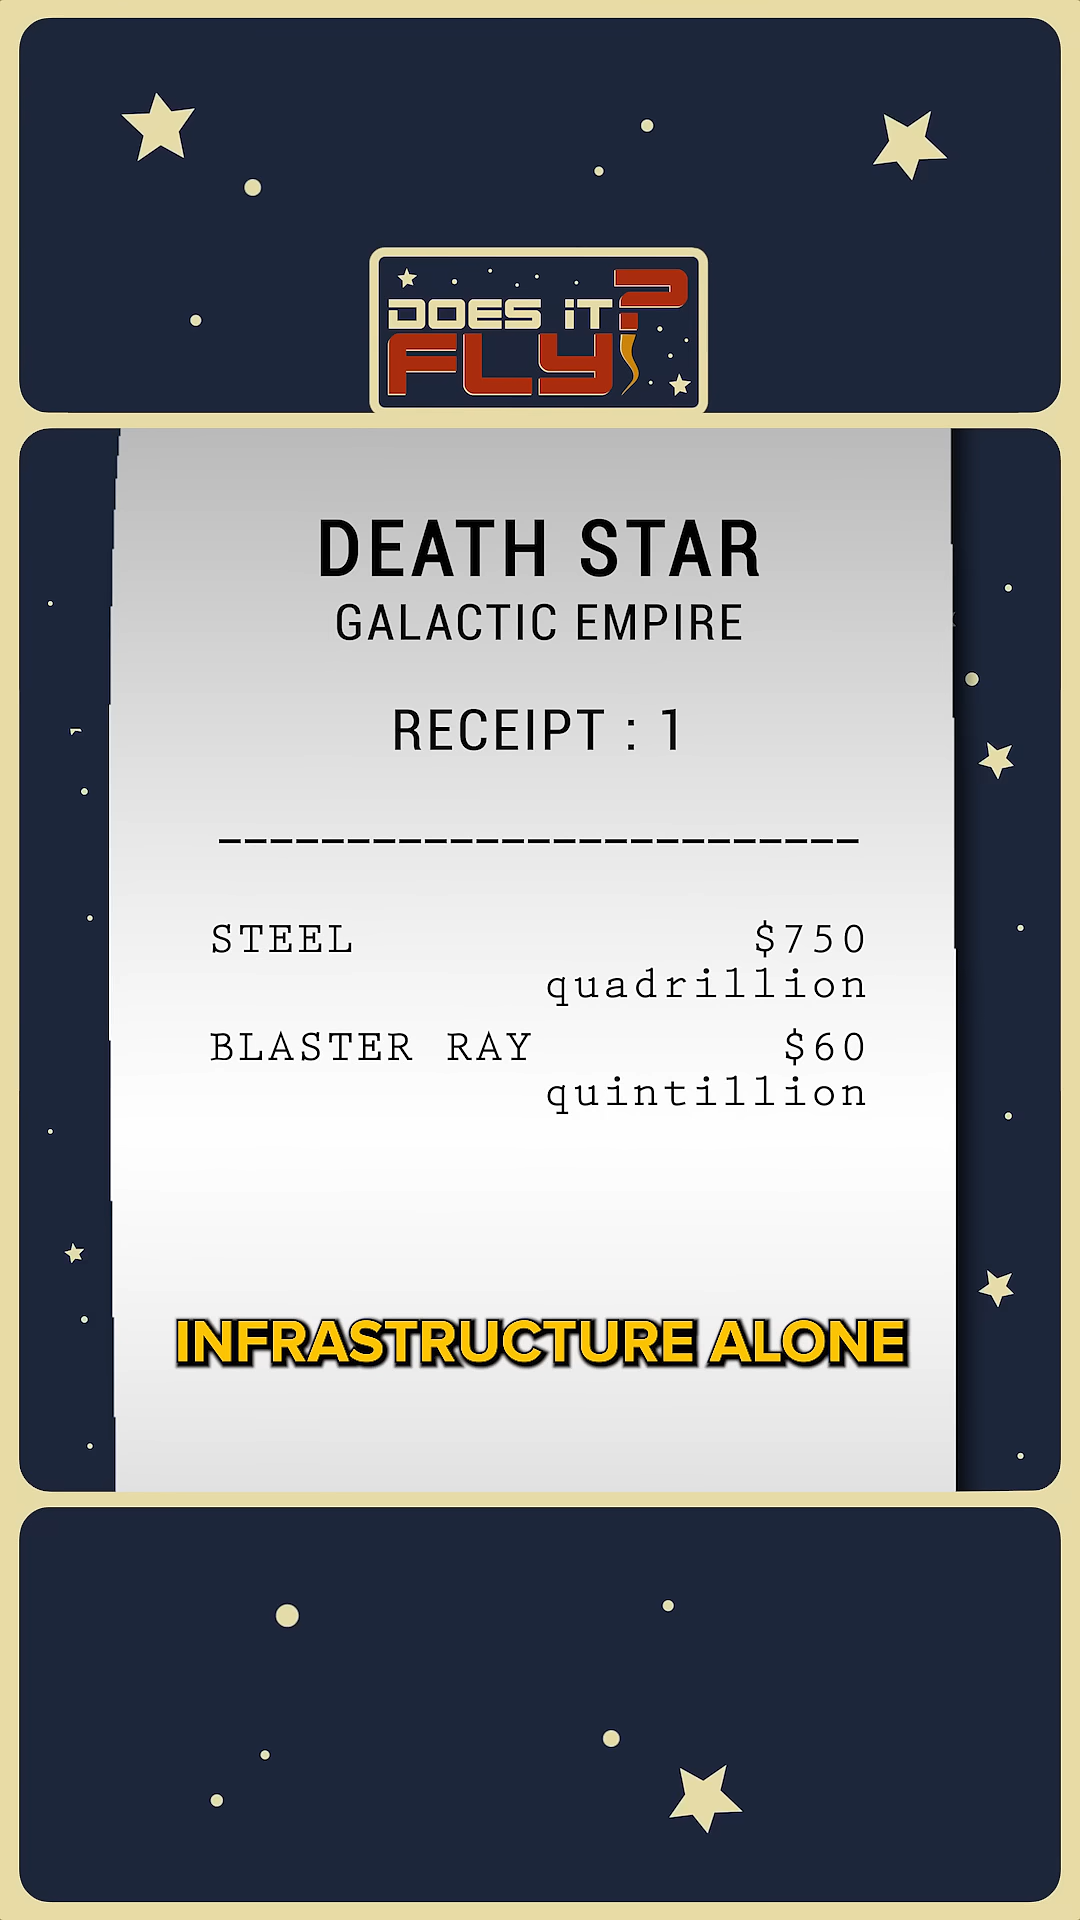 DOES IT
FLY?
DEATH STAR
GALACTIC EMPIRE
RECEIPT : 1
-------------------------
STEEL $750
quadrillion
BLASTER RAY $60
quintillion
INFRASTRUCTURE ALONE